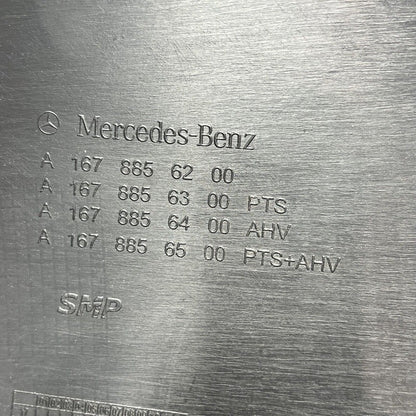 Mercedes-Benz
A 167 885 62 00
A 167 885 63 00 PTS
A 167 885 64 00 AHV
A 167 885 65 00 PTS+AHV
SMP